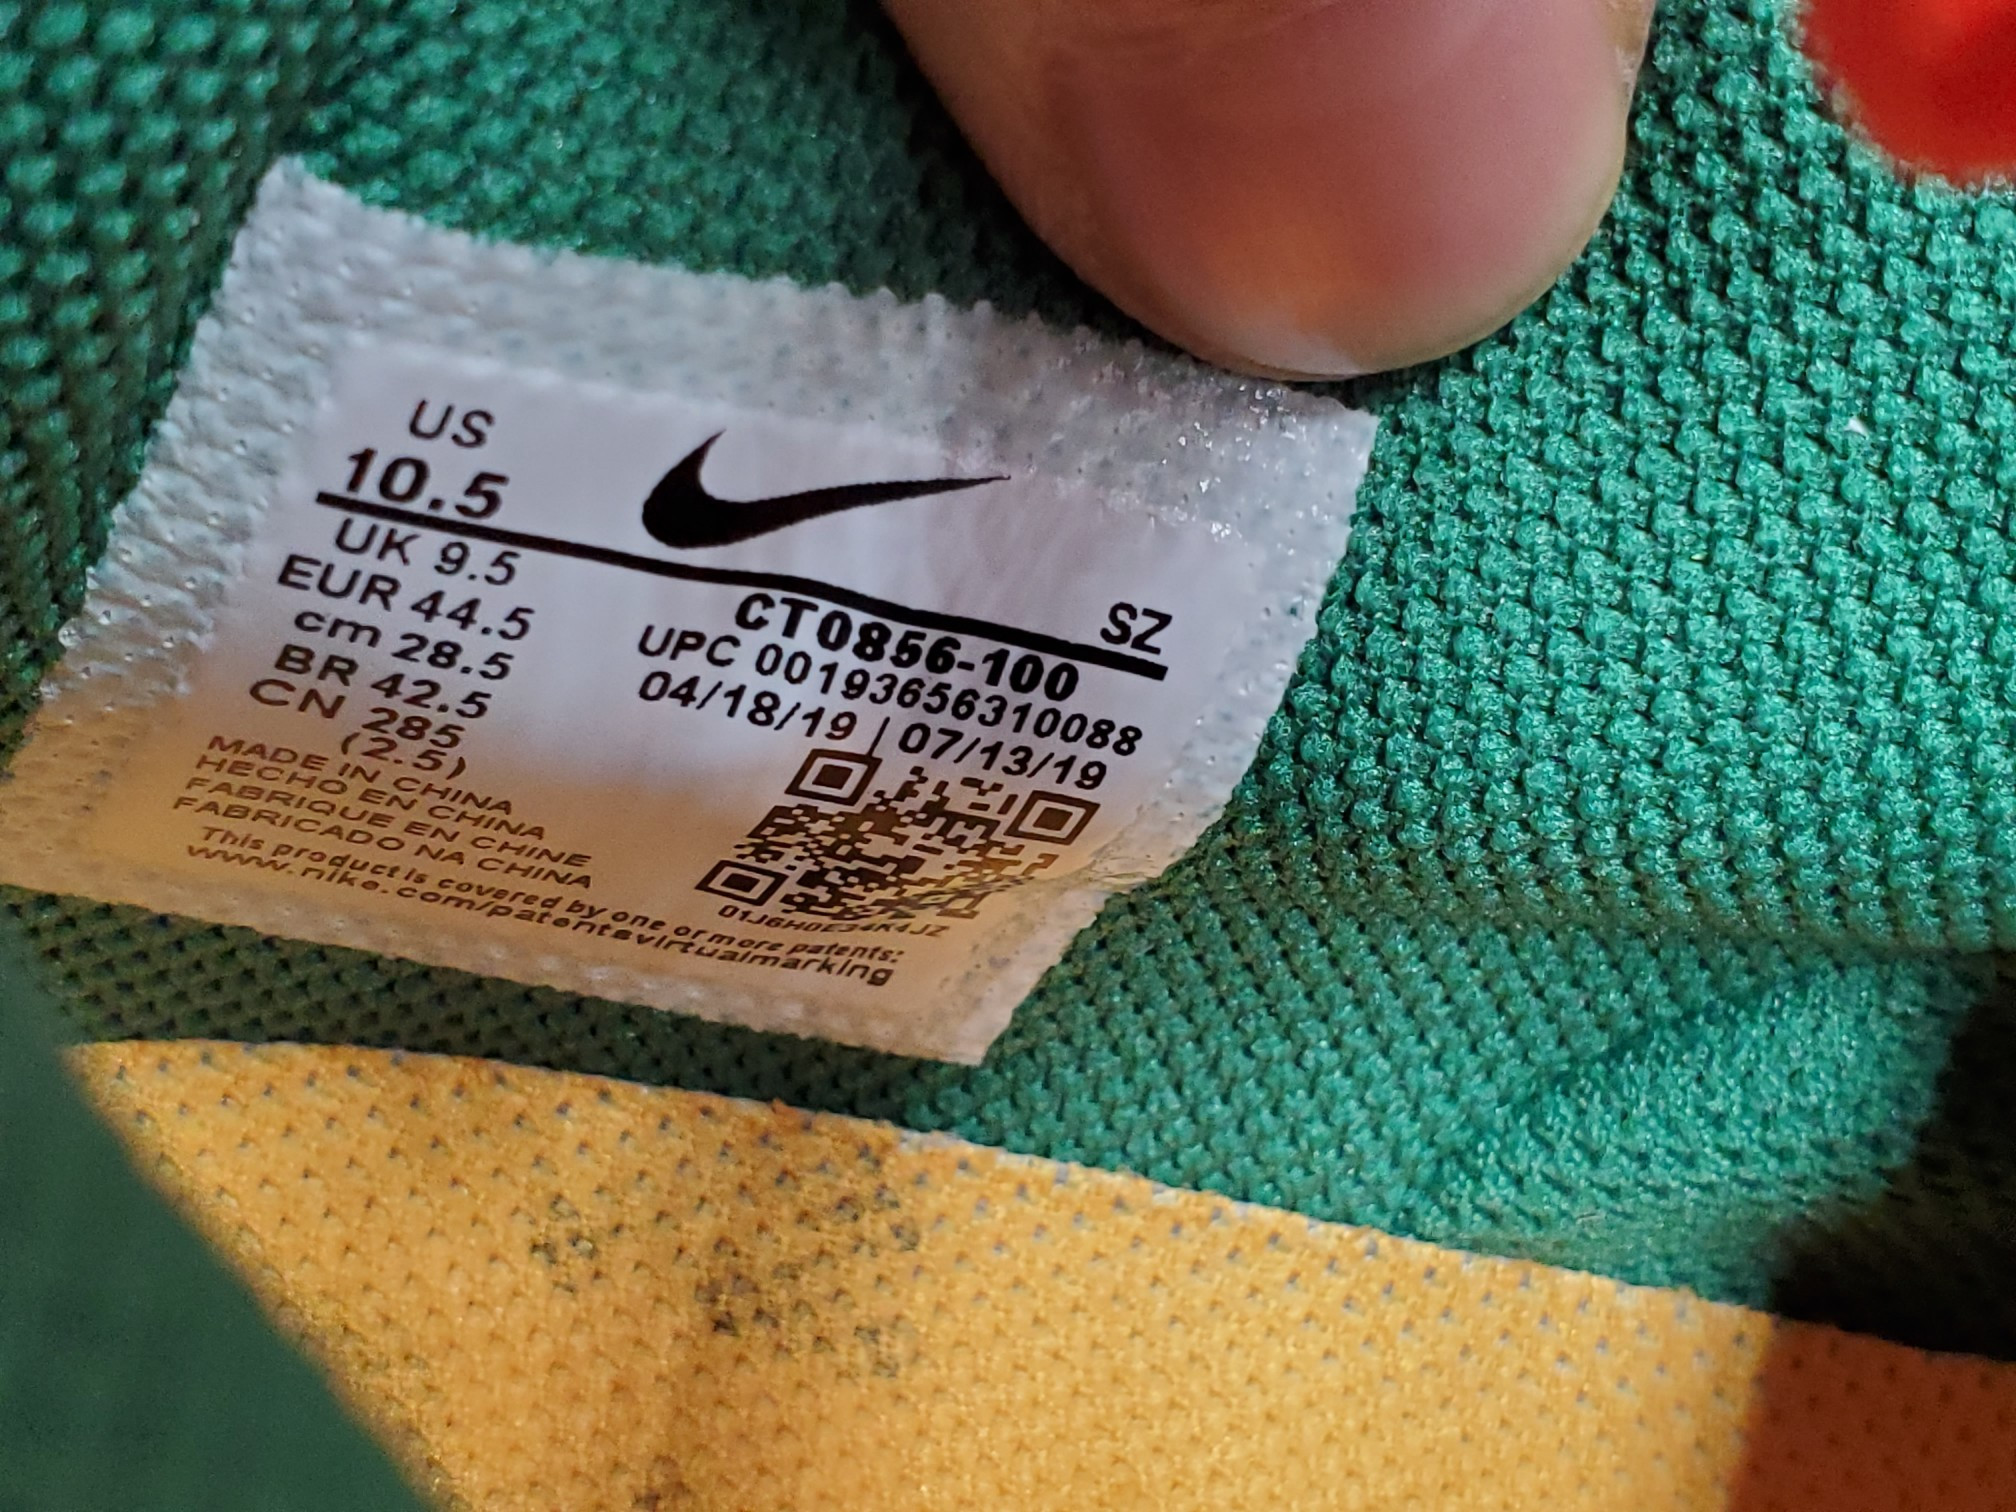 US
10.5
SZ
UK 9.5
EUR 44.5
cm 28.5
BR 42.5
CN 285
(2.5)
CT0856-100
UPC 00193656310088
04/18/19 | 07/13/19
MADE IN CHINA
HECHO EN CHINA
FABRIQUE EN CHINE
FABRICADO NA CHINA
01J6H0E34K4JZ
This product is covered by one or more patents:
www.nike.com/patentsvirtualmarking